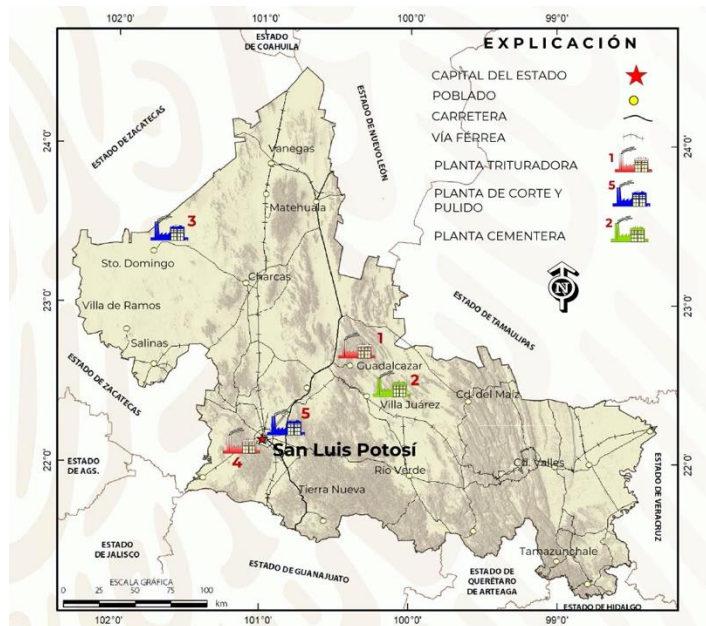 102°0'
101°0'
100°0'
99°0'
ESTADO
DE COAHUILA
EXPLICACIÓN
CAPITAL DEL ESTADO
POBLADO
CARRETERA
VÍA FÉRREA
PLANTA TRITURADORA
1
PLANTA DE CORTE Y
PULIDO
5
PLANTA CEMENTERA
2
N
24°0'
24°0'
ESTADO DE ZACATECAS
ESTADO DE NUEVO LEÓN
Vanegas
Matehuala
3
Sto. Domingo
Charcas
23°0'
23°0'
Villa de Ramos
Salinas
ESTADO DE TAMAULIPAS
1
Guadalcazar
2
Villa Juárez
Cd. del Maíz
ESTADO DE ZACATECAS
5
San Luis Potosí
4
22°0'
22°0'
ESTADO
DE AGS.
Río Verde
Cd. Valles
Tierra Nueva
ESTADO DE VERACRUZ
ESTADO
DE JALISCO
ESTADO DE GUANAJUATO
Tamazunchale
ESTADO DE
QUERÉTARO
DE ARTEAGA
ESTADO DE HIDALGO
ESCALA GRÁFICA
0 25 50 75 100
km
102°0'
101°0'
100°0'
99°0'